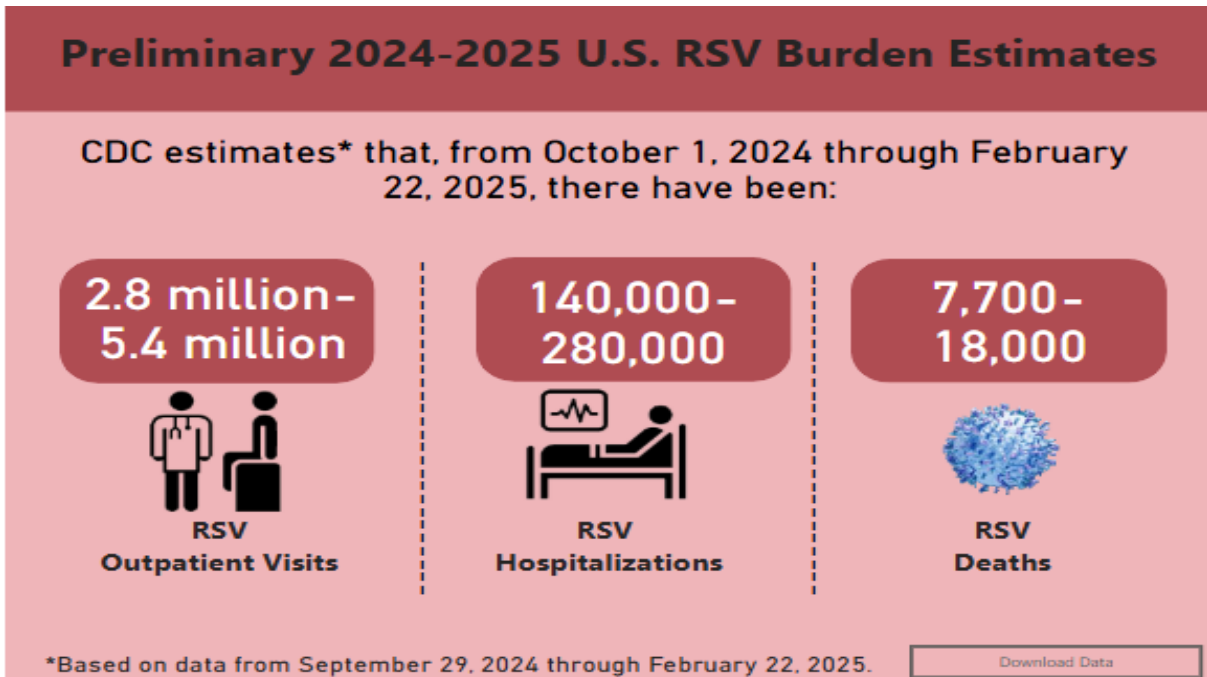 Preliminary 2024-2025 U.S. RSV Burden Estimates
CDC estimates* that, from October 1, 2024 through February
22, 2025, there have been:
2.8 million–
5.4 million
RSV
Outpatient Visits
140,000–
280,000
RSV
Hospitalizations
7,700–
18,000
RSV
Deaths
*Based on data from September 29, 2024 through February 22, 2025.
Download Data